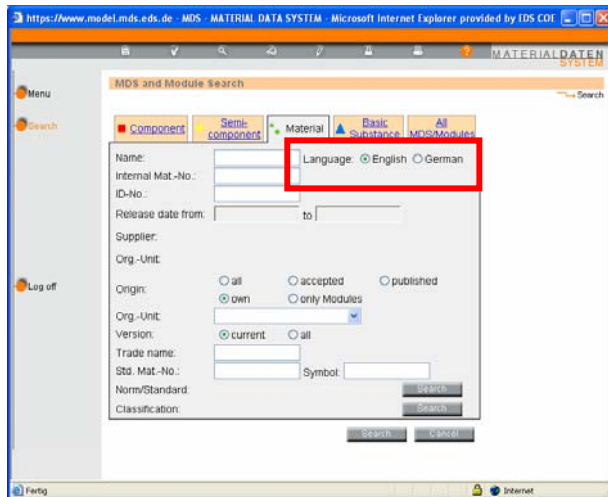 https://www.model.mds.eds.de - MDS - MATERIAL DATA SYSTEM - Microsoft Internet Explorer provided by EDS COE
MATERIALDATEN
SYSTEM
MDS and Module Search
Menu
Search
Search
Component
Semi-component
Material
Basic Substance
All MDS/Modules
Name:
Language: English German
Internal Mat.-No.:
ID-No.:
Release date from: to
Supplier:
Org.-Unit:
Log off
Origin: all accepted published
own only Modules
Org.-Unit:
Version: current all
Trade name:
Std. Mat.-No.: Symbol:
Norm/Standard: Search
Classification: Search
Search Cancel
Fertig Internet